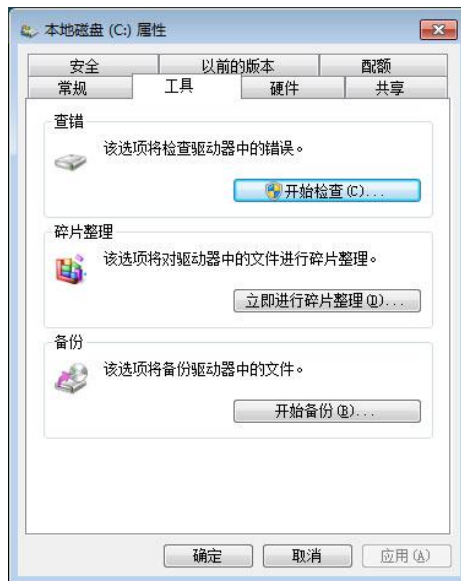 本地磁盘 (C:) 属性
安全 以前的版本 配额
常规 工具 硬件 共享
查错
该选项将检查驱动器中的错误。
开始检查(C)...
碎片整理
该选项将对驱动器中的文件进行碎片整理。
立即进行碎片整理(D)...
备份
该选项将备份驱动器中的文件。
开始备份(B)...
确定 取消 应用(A)